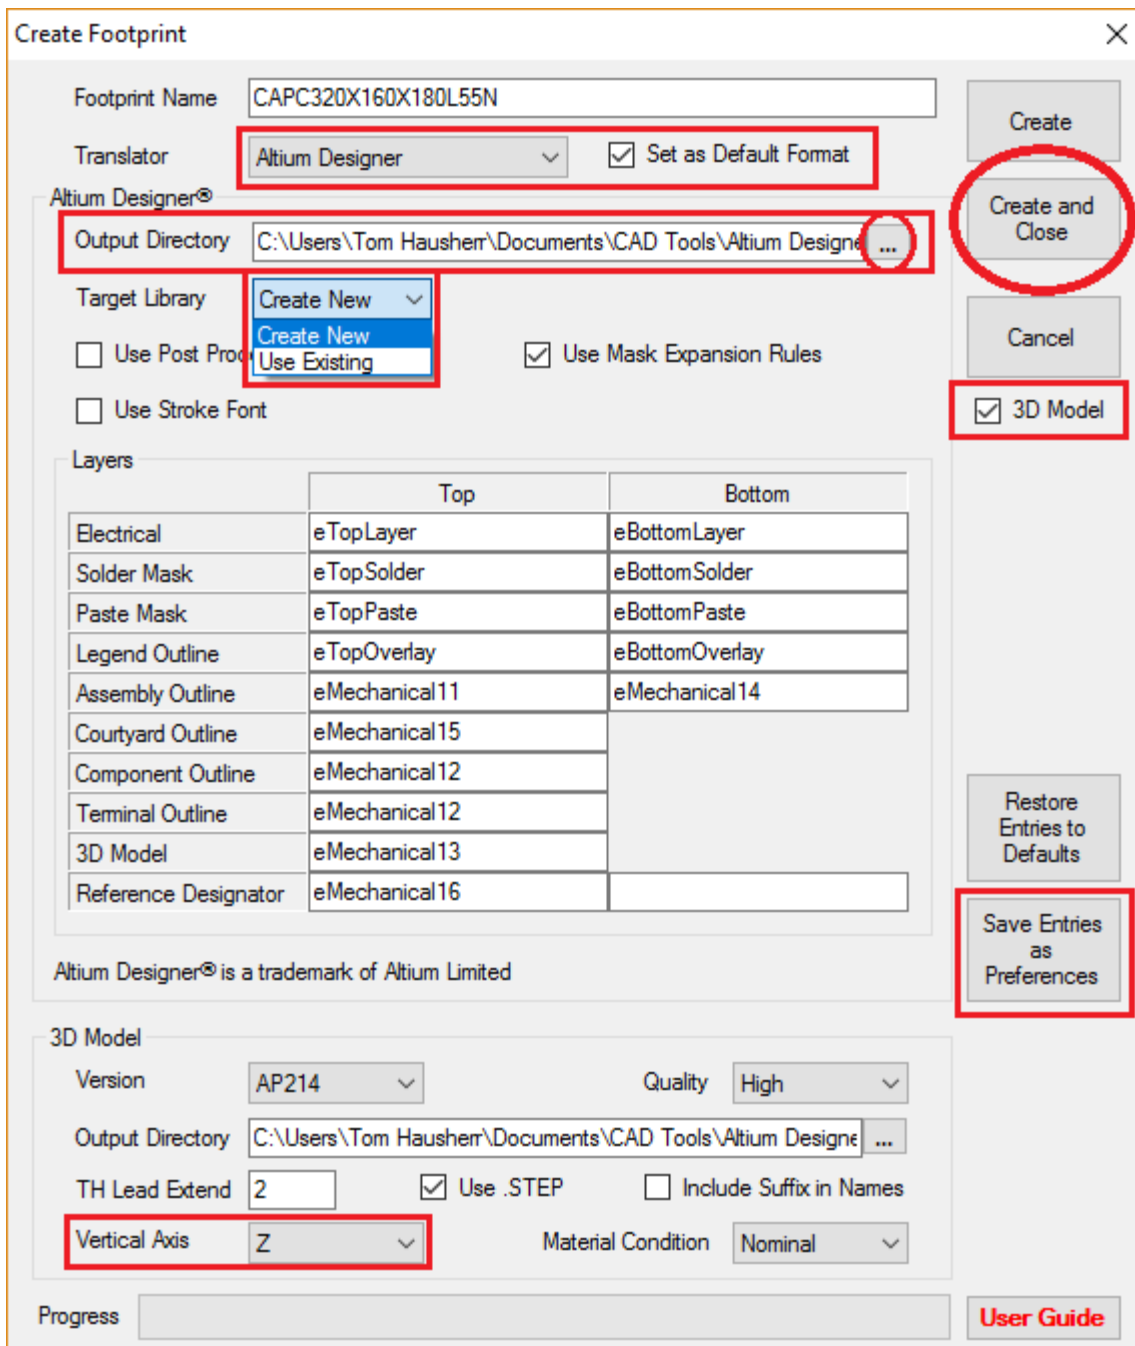 Create Footprint
Footprint Name CAPC320X160X180L55N
Create
Translator Altium Designer Set as Default Format
Altium Designer®
Create and Close
Output Directory C:\Users\Tom Hausherr\Documents\CAD Tools\Altium Designe ...
Target Library Create New
Create New
Use Existing
Cancel
Use Post Proc Use Mask Expansion Rules
Use Stroke Font
3D Model
Layers
Top Bottom
Electrical eTopLayer eBottomLayer
Solder Mask eTopSolder eBottomSolder
Paste Mask eTopPaste eBottomPaste
Legend Outline eTopOverlay eBottomOverlay
Assembly Outline eMechanical11 eMechanical14
Courtyard Outline eMechanical15
Component Outline eMechanical12
Terminal Outline eMechanical12
3D Model eMechanical13
Reference Designator eMechanical16
Restore
Entries to
Defaults
Save Entries
as
Preferences
Altium Designer® is a trademark of Altium Limited
3D Model
Version AP214 Quality High
Output Directory C:\Users\Tom Hausherr\Documents\CAD Tools\Altium Designe ...
TH Lead Extend 2 Use .STEP Include Suffix in Names
Vertical Axis Z Material Condition Nominal
Progress
User Guide